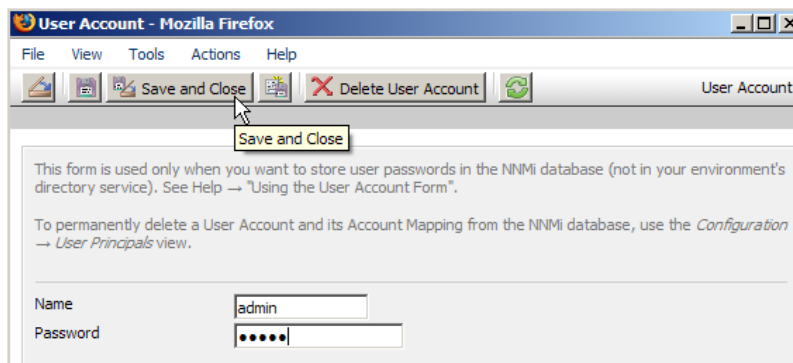 User Account - Mozilla Firefox
File View Tools Actions Help
Save and Close Delete User Account User Account
Save and Close
This form is used only when you want to store user passwords in the NNMi database (not in your environment's
directory service). See Help → "Using the User Account Form".
To permanently delete a User Account and its Account Mapping from the NNMi database, use the Configuration
→ User Principals view.
Name admin
Password •••••